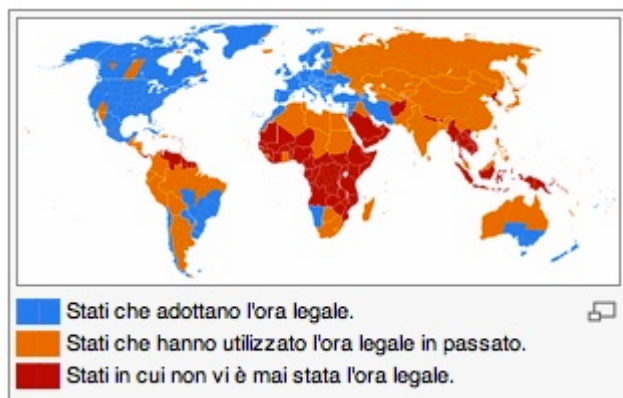 Stati che adottano l'ora legale.
Stati che hanno utilizzato l'ora legale in passato.
Stati in cui non vi è mai stata l'ora legale.